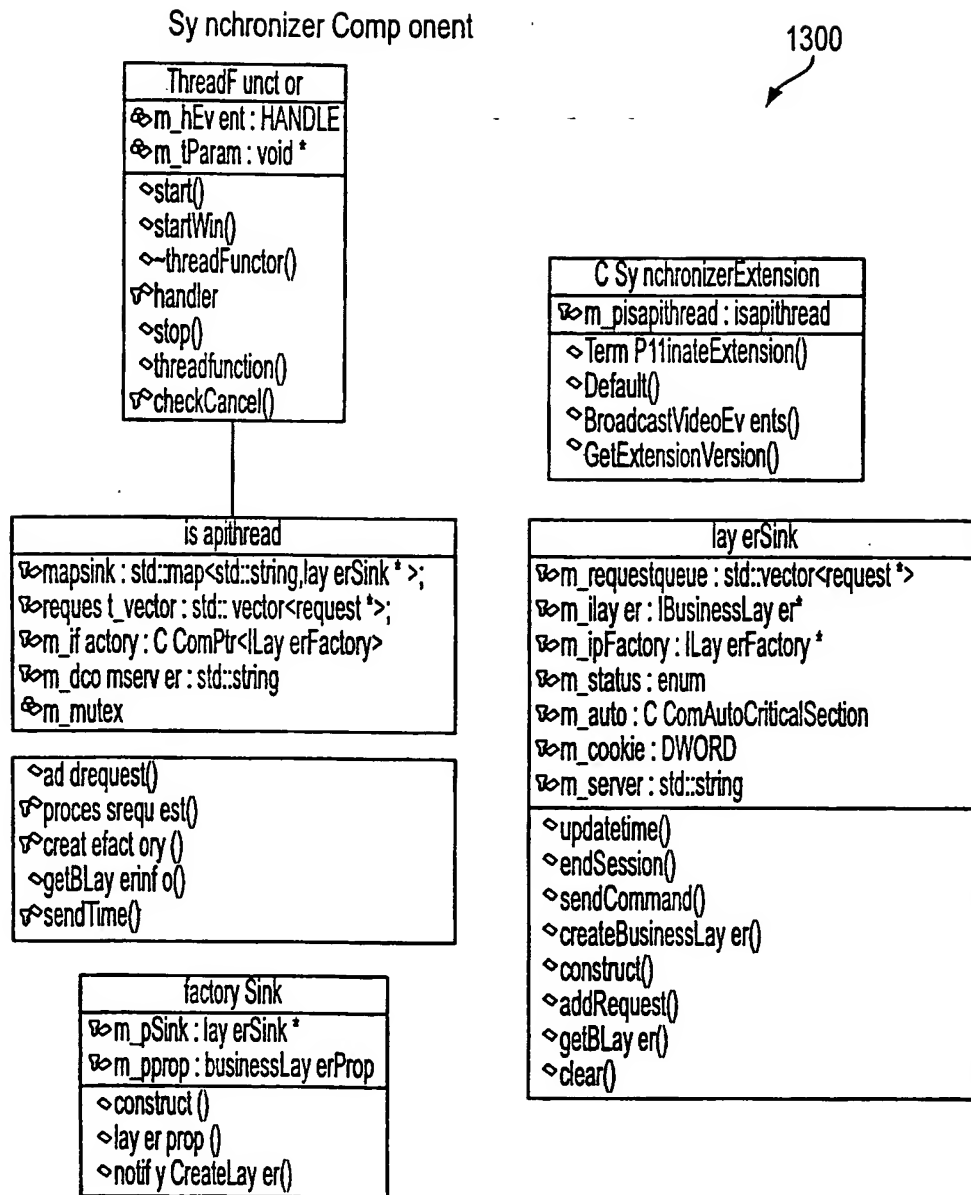 Sy nchronizer Comp onent
1300
ThreadF unct or
m_hEv ent : HANDLE
m_tParam : void *
start()
startWin()
~threadFunctor()
handler
stop()
threadfunction()
checkCancel()
C Sy nchronizerExtension
m_pisapithread : isapithread
Term P11inateExtension()
Default()
BroadcastVideoEv ents()
GetExtensionVersion()
is apithread
mapsink : std::map<std::string,lay erSink * >;
reques t_vector : std:: vector<request *>;
m_if actory : C ComPtr<ILay erFactory>
m_dco mserv er : std::string
m_mutex
ad drequest()
proces srequ est()
creat efact ory ()
getBLay erinf o()
sendTime()
lay erSink
m_requestqueue : std::vector<request *>
m_ilay er : IBusinessLay er*
m_ipFactory : ILay erFactory *
m_status : enum
m_auto : C ComAutoCriticalSection
m_cookie : DWORD
m_server : std::string
updatetime()
endSession()
sendCommand()
createBusinessLay er()
construct()
addRequest()
getBLay er()
clear()
factory Sink
m_pSink : lay erSink *
m_pprop : businessLay erProp
construct ()
lay er prop ()
notif y CreateLay er()